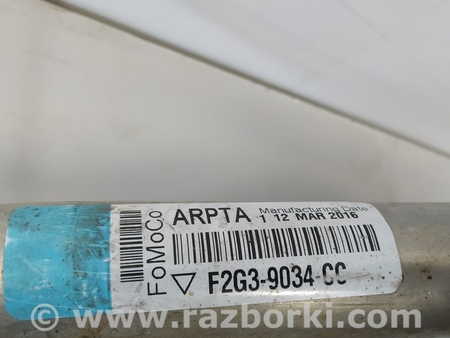 FoMoCo
ARPTA
Manufacturing Date
1 12 MAR 2016
F2G3-9034-CC
www.razborki.com